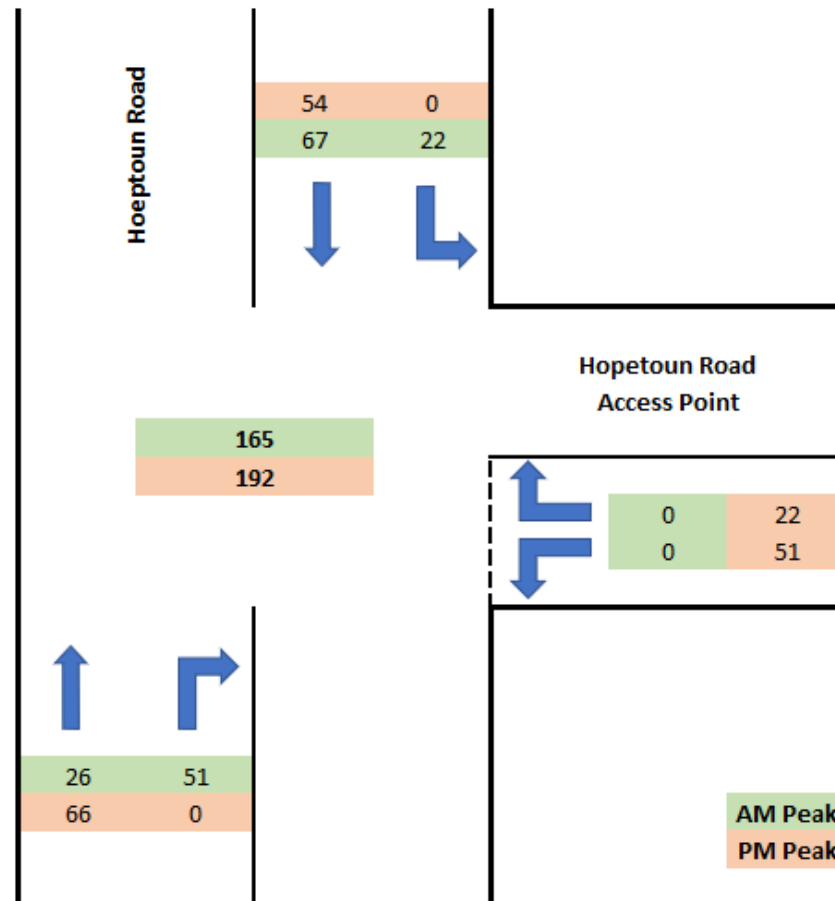 Hoeptoun Road
54 0
67 22
Hopetoun Road
Access Point
165
192
0 22
0 51
26 51
66 0
AM Peak
PM Peak